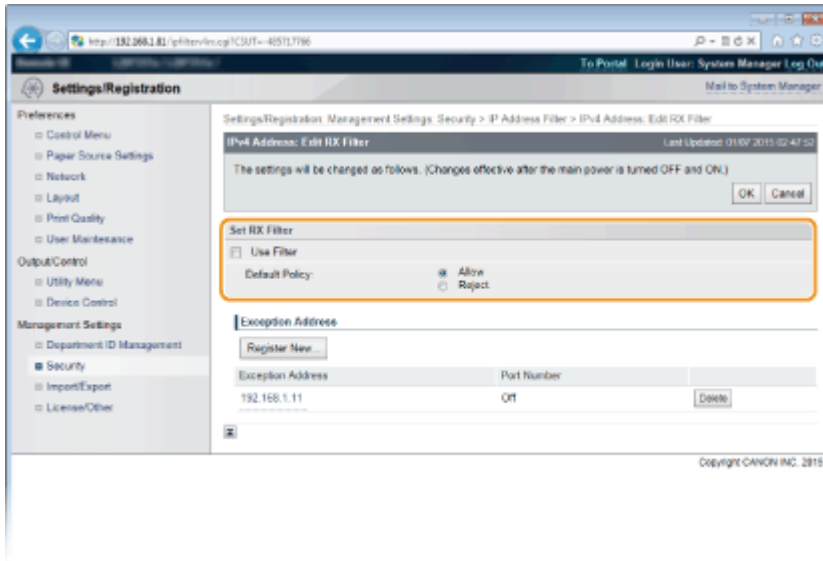 http://192.168.1.81/
To Portal Login User: System Manager Log Ou
Settings/Registration
Mail to System Manager
Preferences
Control Menu
Paper Source Settings
Network
Layout
Print Quality
User Maintenance
Output/Control
Utility Menu
Device Control
Management Settings
Department ID Management
Security
Import/Export
License/Other
Settings/Registration: Management Settings: Security > IP Address Filter > IPv4 Address: Edit RX Filter
IPv4 Address: Edit RX Filter
Last Updated: 01/07 2015 02:47:52
The settings will be changed as follows. (Changes effective after the main power is turned OFF and ON.)
OK Cancel
Set RX Filter
Use Filter
Default Policy: Allow
Reject
Exception Address
Register New...
Exception Address Port Number
192.168.1.11 Off Delete
Copyright CANON INC. 2015